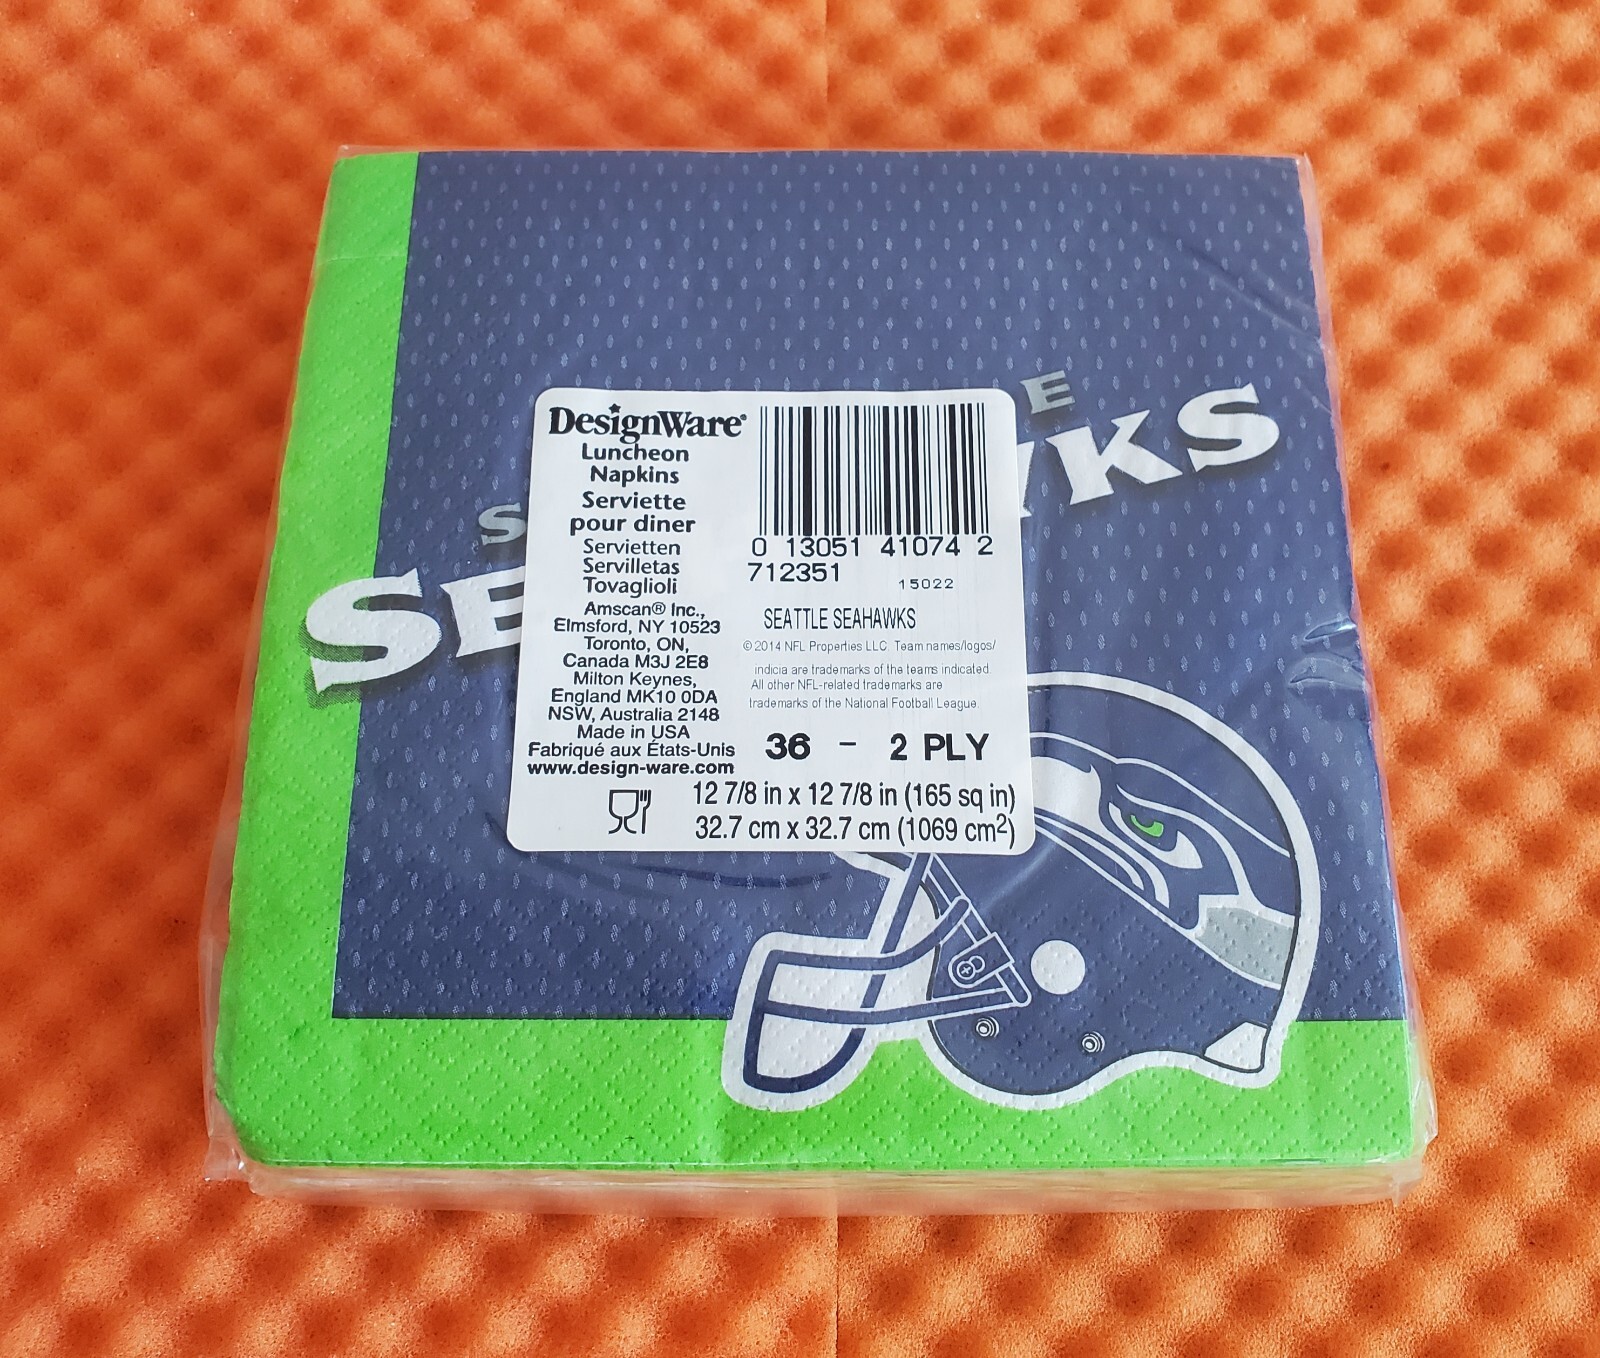 DesignWare®
Luncheon
Napkins
Serviette
pour diner
Servietten
Servilletas
Tovaglioli
Amscan® Inc.,
Elmsford, NY 10523
Toronto, ON,
Canada M3J 2E8
Milton Keynes,
England MK10 0DA
NSW, Australia 2148
Made in USA
Fabriqué aux États-Unis
www.design-ware.com
0 13051 41074 2
712351
15022
SEATTLE SEAHAWKS
© 2014 NFL Properties LLC. Team names/logos/
indicia are trademarks of the teams indicated.
All other NFL-related trademarks are
trademarks of the National Football League.
36 - 2 PLY
12 7/8 in x 12 7/8 in (165 sq in)
32.7 cm x 32.7 cm (1069 cm²)
S E
SE WKS